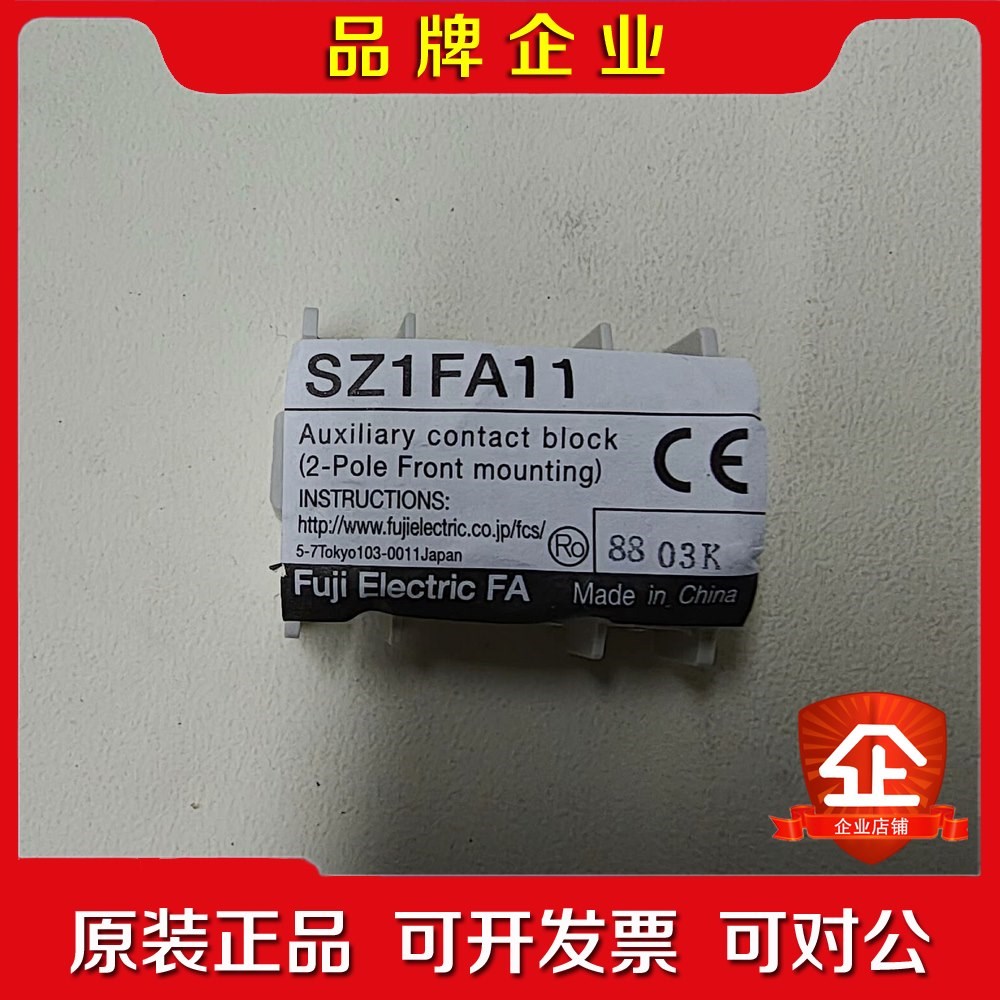 品牌企业
SZ1FA11
Auxiliary contact block
(2-Pole Front mounting)
CE
INSTRUCTIONS:
http://www.fujielectric.co.jp/fcs/
5-7Tokyo103-0011Japan
Ro
88 03K
Fuji Electric FA
Made in China
企
企业店铺
原装正品 可开发票 可对公